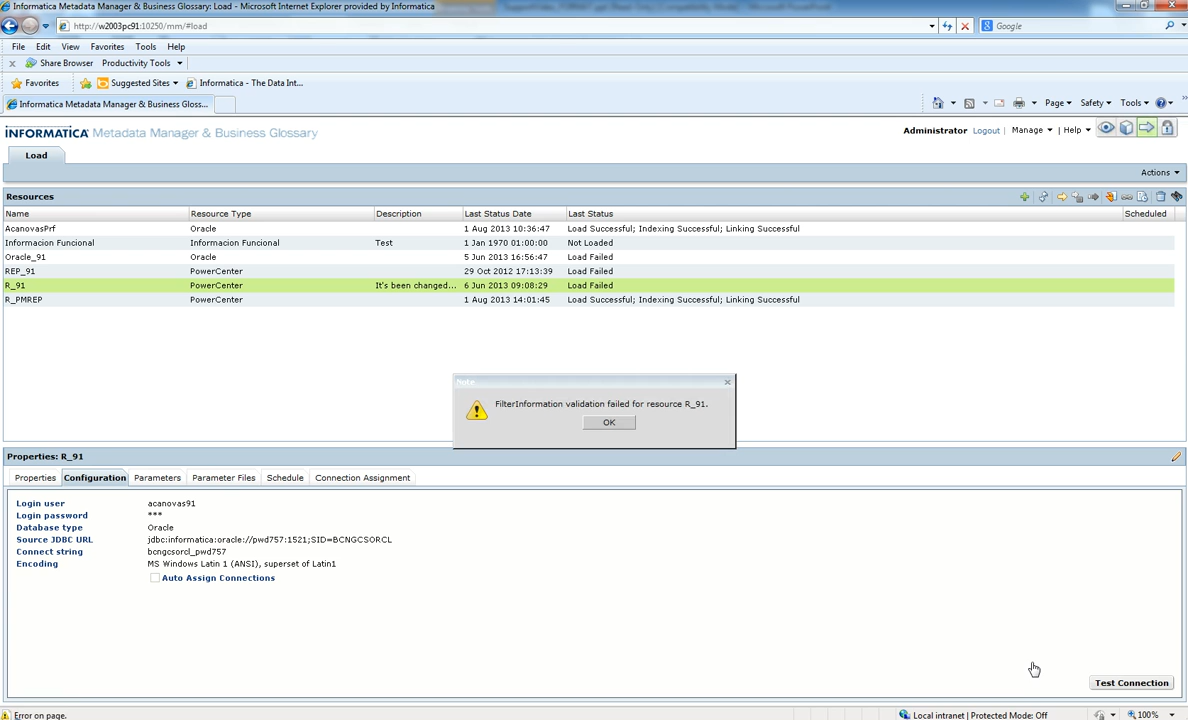 Informatica Metadata Manager & Business Glossary: Load - Microsoft Internet Explorer provided by Informatica
http://w2003pc91:10250/mm/#load
Google
File Edit View Favorites Tools Help
x Share Browser Productivity Tools
Favorites Suggested Sites Informatica - The Data Int...
Informatica Metadata Manager & Business Gloss...
Page Safety Tools
INFORMATICA Metadata Manager & Business Glossary
Administrator Logout Manage | Help
Load
Actions
Resources
Name Resource Type Description Last Status Date Last Status Scheduled
AcanovasPrf Oracle 1 Aug 2013 10:36:47 Load Successful; Indexing Successful; Linking Successful
Informacion Funcional Informacion Funcional Test 1 Jan 1970 01:00:00 Not Loaded
Oracle_91 Oracle 5 Jun 2013 16:56:47 Load Failed
REP_91 PowerCenter 29 Oct 2012 17:13:39 Load Failed
R_91 PowerCenter It's been changed... 6 Jun 2013 09:08:29 Load Failed
R_PMREP PowerCenter 1 Aug 2013 14:01:45 Load Successful; Indexing Successful; Linking Successful
Note
FilterInformation validation failed for resource R_91.
OK
Properties: R_91
Properties Configuration Parameters Parameter Files Schedule Connection Assignment
Login user acanovas91
Login password ***
Database type Oracle
Source JDBC URL jdbc:informatica:oracle://pwd757:1521;SID=BCNGCSORCL
Connect string bcngcsorcl_pwd757
Encoding MS Windows Latin 1 (ANSI), superset of Latin1
Auto Assign Connections
Test Connection
Error on page. Local intranet | Protected Mode: Off 100%